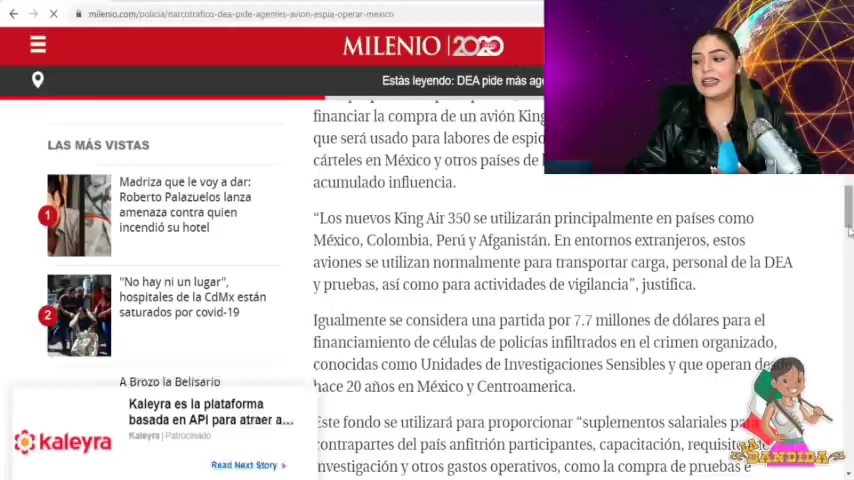 milenio.com/policia/narcotrafico-dea-pide-agentes-avion-espia-operar-mexico
MILENIO | 2020
Estás leyendo: DEA pide más age
LAS MÁS VISTAS
1
Madriza que le voy a dar:
Roberto Palazuelos lanza
amenaza contra quien
incendió su hotel
2
"No hay ni un lugar",
hospitales de la CdMx están
saturados por covid-19
A Brozo la Belisario
Kaleyra es la plataforma
basada en API para atraer a...
Kaleyra | Patrocinado
kaleyra
Read Next Story »
financiar la compra de un avión King
que será usado para labores de espio
cárteles en México y otros países de
acumulado influencia.
“Los nuevos King Air 350 se utilizarán principalmente en países como
México, Colombia, Perú y Afganistán. En entornos extranjeros, estos
aviones se utilizan normalmente para transportar carga, personal de la DEA
y pruebas, así como para actividades de vigilancia”, justifica.
Igualmente se considera una partida por 7.7 millones de dólares para el
financiamiento de células de policías infiltrados en el crimen organizado,
conocidas como Unidades de Investigaciones Sensibles y que operan desde
hace 20 años en México y Centroamerica.
Este fondo se utilizará para proporcionar “suplementos salariales para
contrapartes del país anfitrión participantes, capacitación,
investigación y otros gastos operativos, como la compra de pruebas e
LA BANDIDA